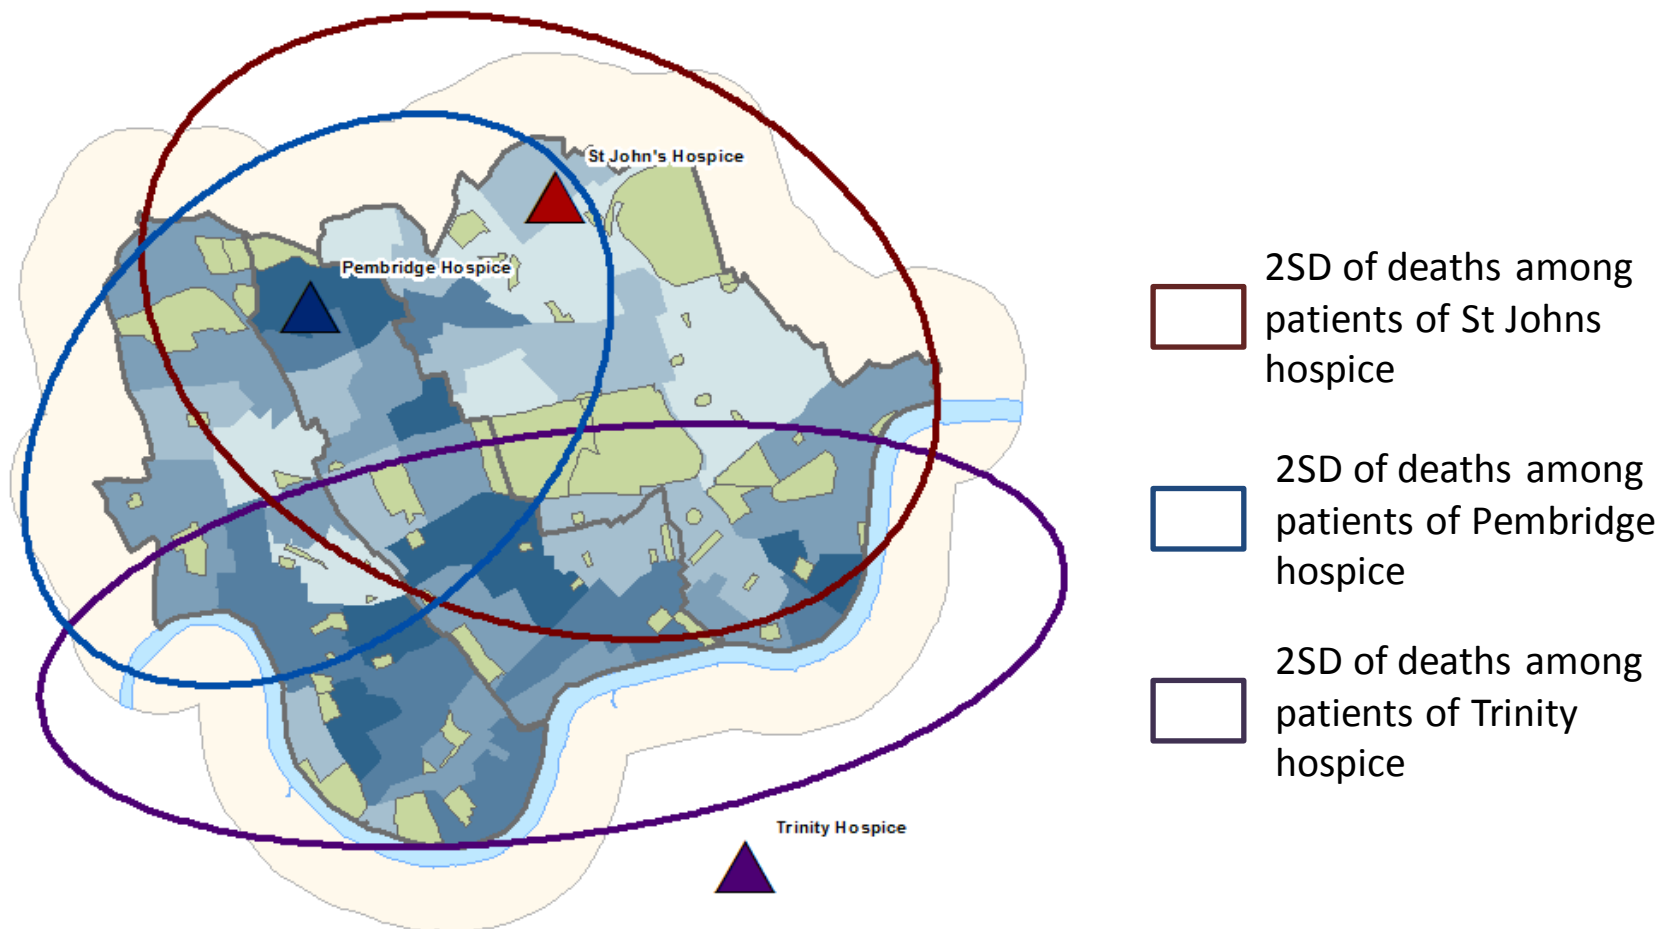 St John's Hospice
Pembridge Hospice
Trinity Hospice
2SD of deaths among
patients of St Johns
hospice
2SD of deaths among
patients of Pembridge
hospice
2SD of deaths among
patients of Trinity
hospice